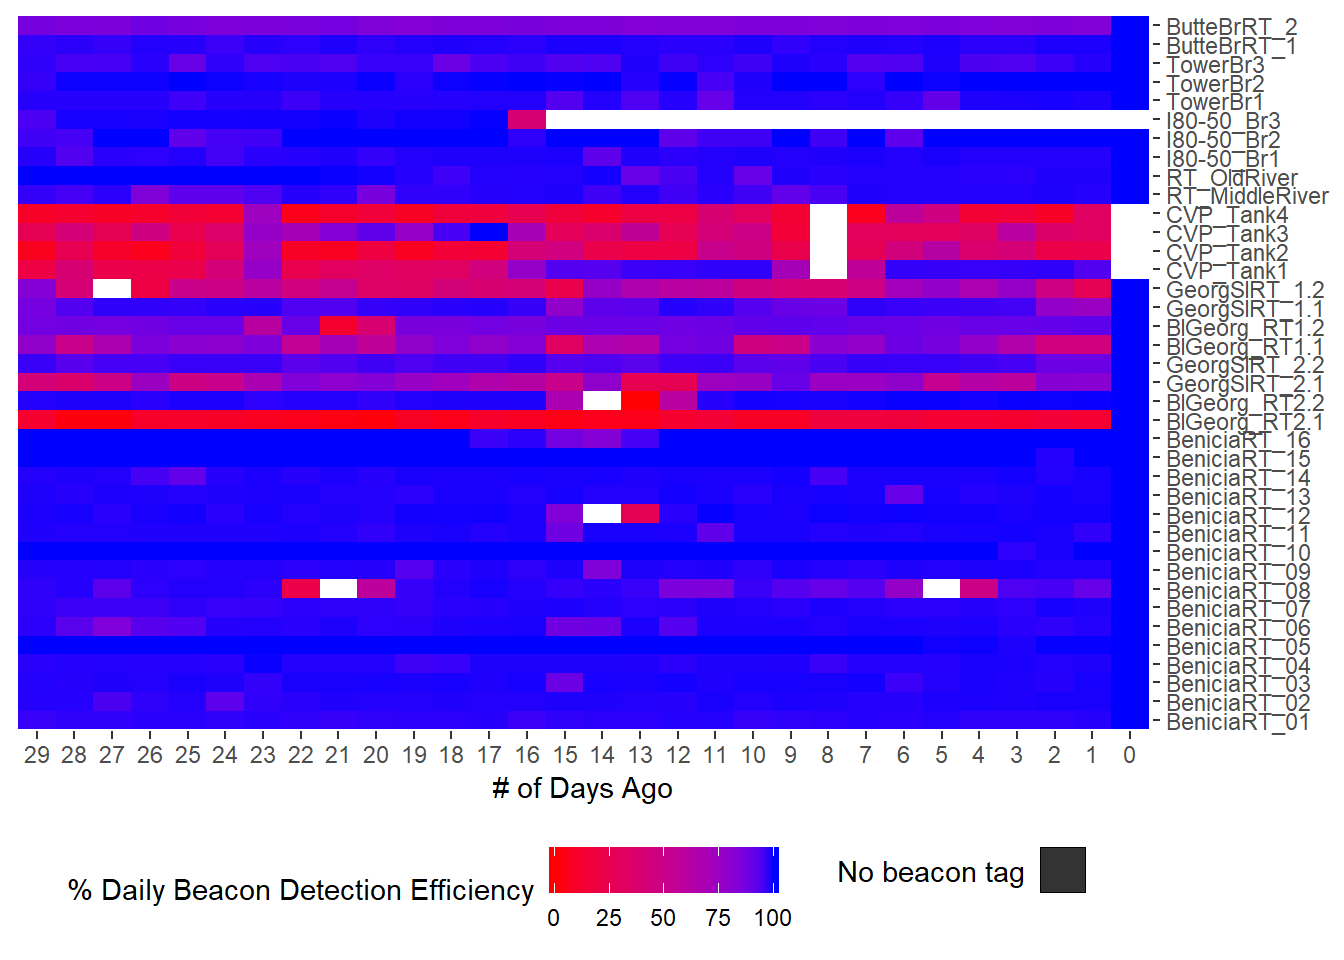 ButteBrRT_2
ButteBrRT_1
TowerBr3
TowerBr2
TowerBr1
I80-50_Br3
I80-50_Br2
I80-50_Br1
RT_OldRiver
RT_MiddleRiver
CVP_Tank4
CVP_Tank3
CVP_Tank2
CVP_Tank1
GeorgSlRT_1.2
GeorgSlRT_1.1
BlGeorg_RT1.2
BlGeorg_RT1.1
GeorgSlRT_2.2
GeorgSlRT_2.1
BlGeorg_RT2.2
BlGeorg_RT2.1
BeniciaRT_16
BeniciaRT_15
BeniciaRT_14
BeniciaRT_13
BeniciaRT_12
BeniciaRT_11
BeniciaRT_10
BeniciaRT_09
BeniciaRT_08
BeniciaRT_07
BeniciaRT_06
BeniciaRT_05
BeniciaRT_04
BeniciaRT_03
BeniciaRT_02
BeniciaRT_01
29 28 27 26 25 24 23 22 21 20 19 18 17 16 15 14 13 12 11 10 9 8 7 6 5 4 3 2 1 0
# of Days Ago
% Daily Beacon Detection Efficiency
0 25 50 75 100
No beacon tag